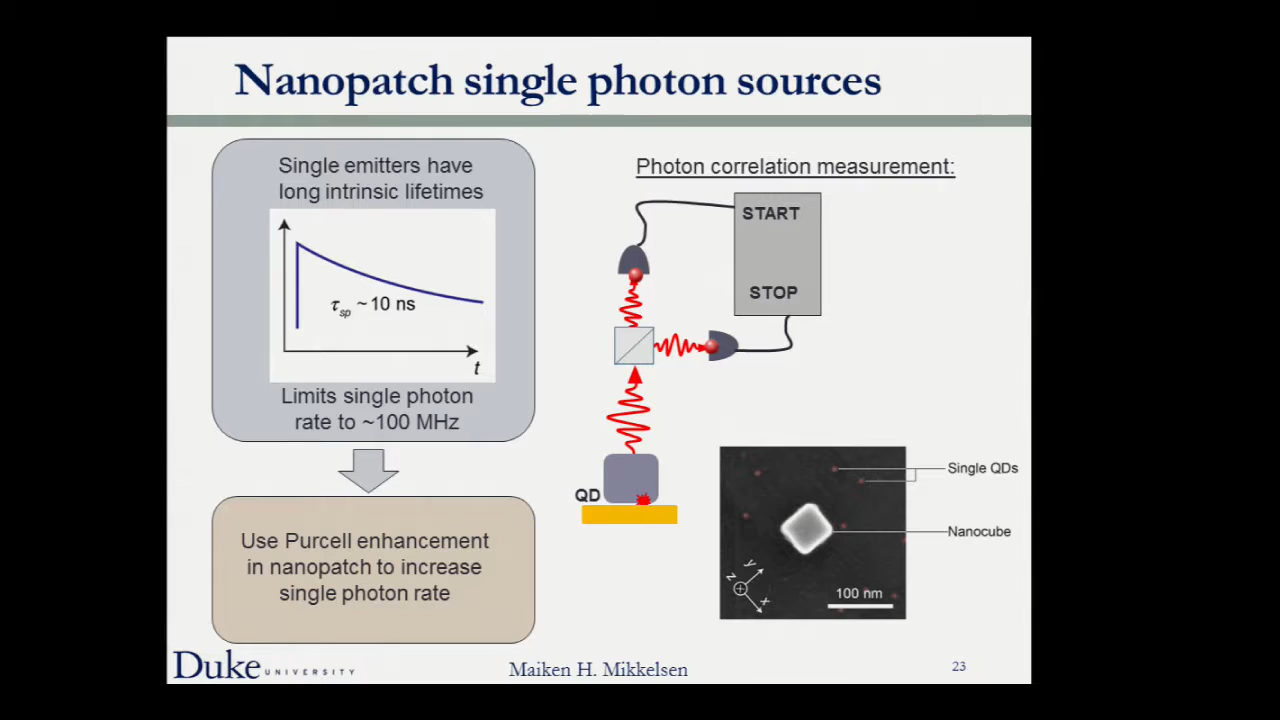 Nanopatch single photon sources
Single emitters have
long intrinsic lifetimes
τsp ~ 10 ns
t
Limits single photon
rate to ~100 MHz
Use Purcell enhancement
in nanopatch to increase
single photon rate
Photon correlation measurement:
START
STOP
QD
Single QDs
Nanocube
y
z
x
100 nm
Duke UNIVERSITY
Maiken H. Mikkelsen
23